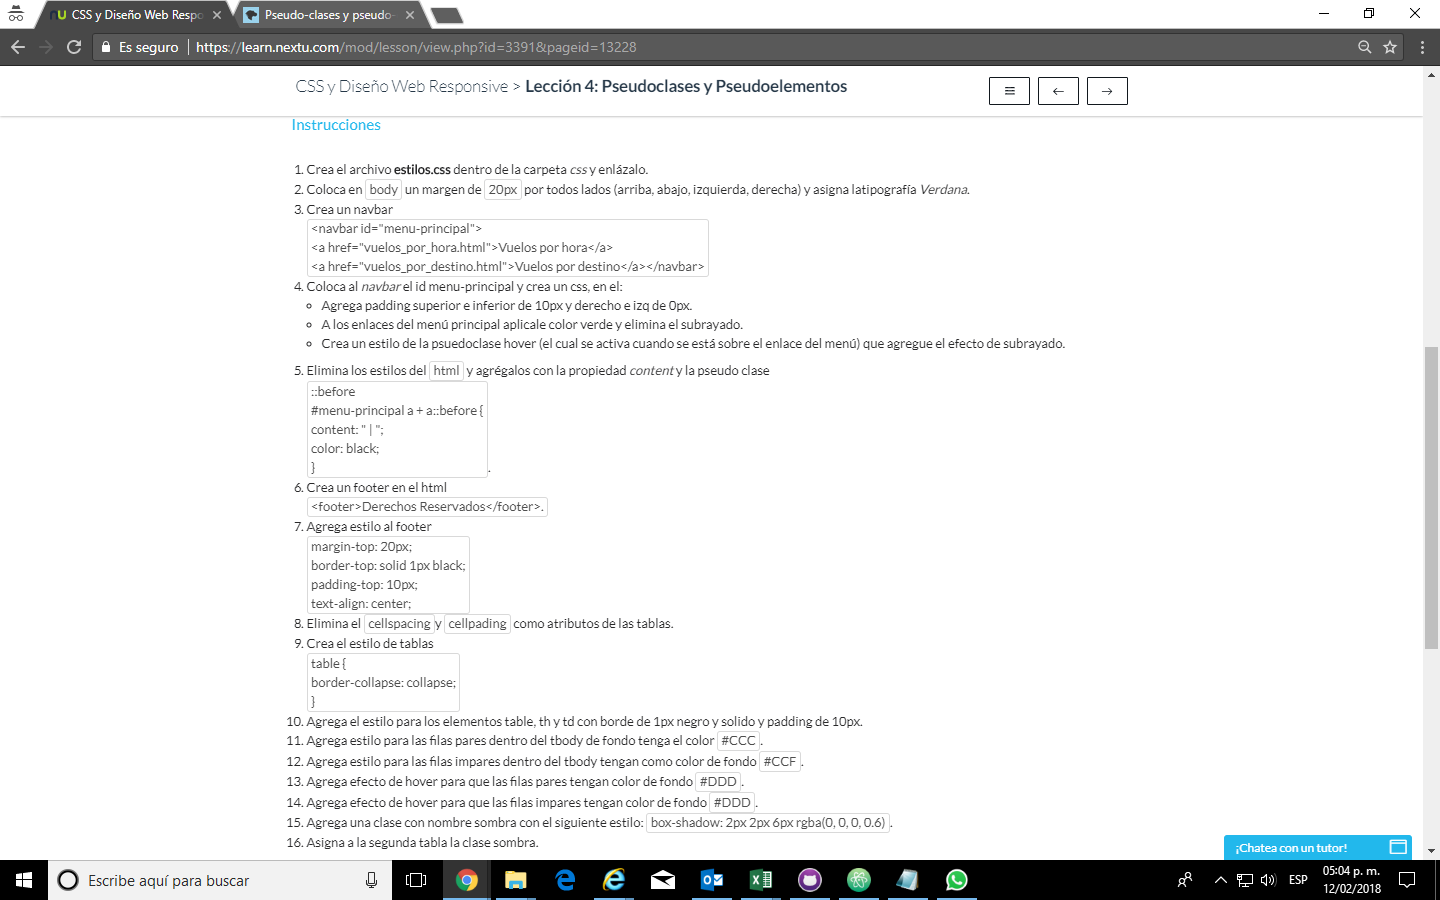 CSS y Diseño Web Respo
Pseudo-clases y pseudo-
Es seguro
https://learn.nextu.com/mod/lesson/view.php?id=3391&pageid=13228
CSS y Diseño Web Responsive > Lección 4: Pseudoclases y Pseudoelementos
Instrucciones
1. Crea el archivo estilos.css dentro de la carpeta css y enlázalo.
2. Coloca en body un margen de 20px por todos lados (arriba, abajo, izquierda, derecha) y asigna latipografía Verdana.
3. Crea un navbar
<navbar id="menu-principal">
<a href="vuelos_por_hora.html">Vuelos por hora</a>
<a href="vuelos_por_destino.html">Vuelos por destino</a></navbar>
4. Coloca al navbar el id menu-principal y crea un css, en el:
Agrega padding superior e inferior de 10px y derecho e izq de 0px.
A los enlaces del menú principal aplicale color verde y elimina el subrayado.
Crea un estilo de la psuedoclase hover (el cual se activa cuando se está sobre el enlace del menú) que agregue el efecto de subrayado.
5. Elimina los estilos del html y agrégalos con la propiedad content y la pseudo clase
::before
#menu-principal a + a::before {
content: " | ";
color: black;
}.
6. Crea un footer en el html
<footer>Derechos Reservados</footer>.
7. Agrega estilo al footer
margin-top: 20px;
border-top: solid 1px black;
padding-top: 10px;
text-align: center;
8. Elimina el cellspacing y cellpading como atributos de las tablas.
9. Crea el estilo de tablas
table {
border-collapse: collapse;
}
10. Agrega el estilo para los elementos table, th y td con borde de 1px negro y solido y padding de 10px.
11. Agrega estilo para las filas pares dentro del tbody de fondo tenga el color #CCC.
12. Agrega estilo para las filas impares dentro del tbody tengan como color de fondo #CCF.
13. Agrega efecto de hover para que las filas pares tengan color de fondo #DDD.
14. Agrega efecto de hover para que las filas impares tengan color de fondo #DDD.
15. Agrega una clase con nombre sombra con el siguiente estilo: box-shadow: 2px 2px 6px rgba(0, 0, 0, 0.6).
16. Asigna a la segunda tabla la clase sombra.
¡Chatea con un tutor!
Escribe aquí para buscar
ESP
05:04 p. m.
12/02/2018